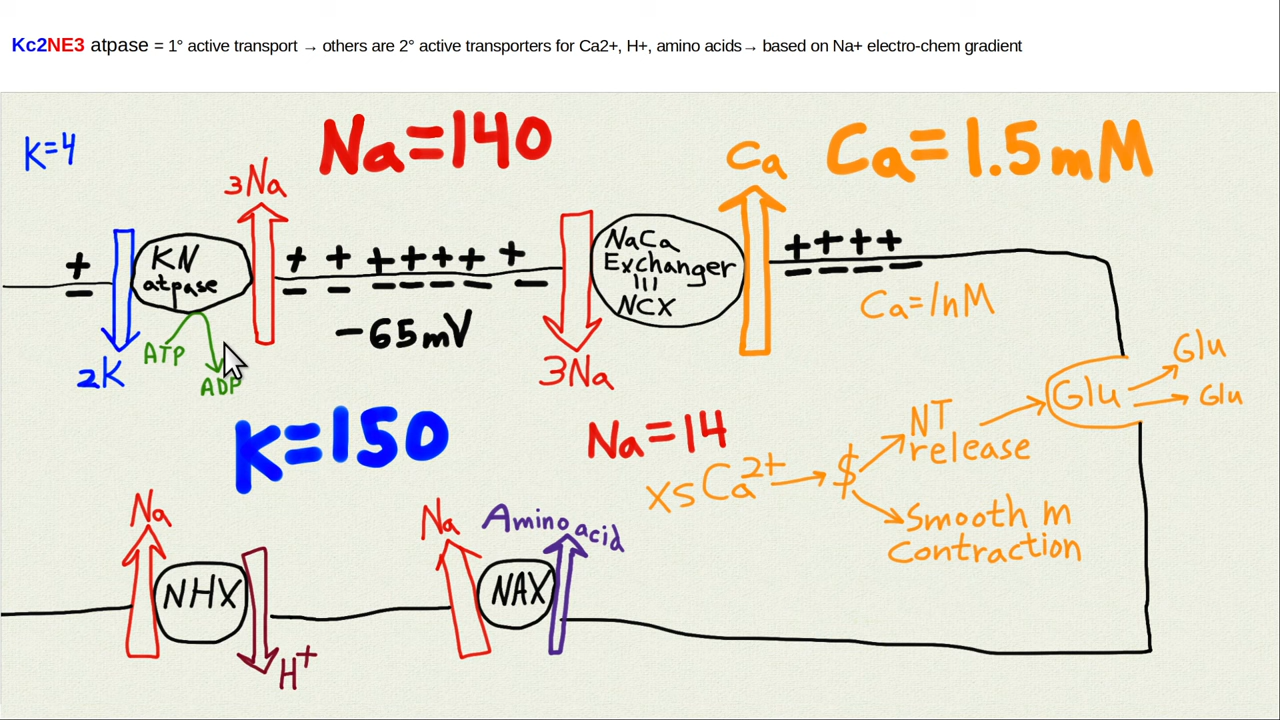 Kc2NE3 atpase = 1° active transport → others are 2° active transporters for Ca2+, H+, amino acids→ based on Na+ electro-chem gradient
K=4
3Na
Na=140
Ca
Ca=1.5mM
+ + + + + + + + + + + +
KN
atpase
NaCa
Exchanger
III
NCX
- - - - - - - - - - - -
-65mV
Ca=1nM
ATP
ADP
2K
3Na
Glu
Glu
Glu
K=150
Na=14
NT
release
xsCa2+ → $
Smooth m
contraction
Na
Na
Amino acid
NHX
NAX
H+